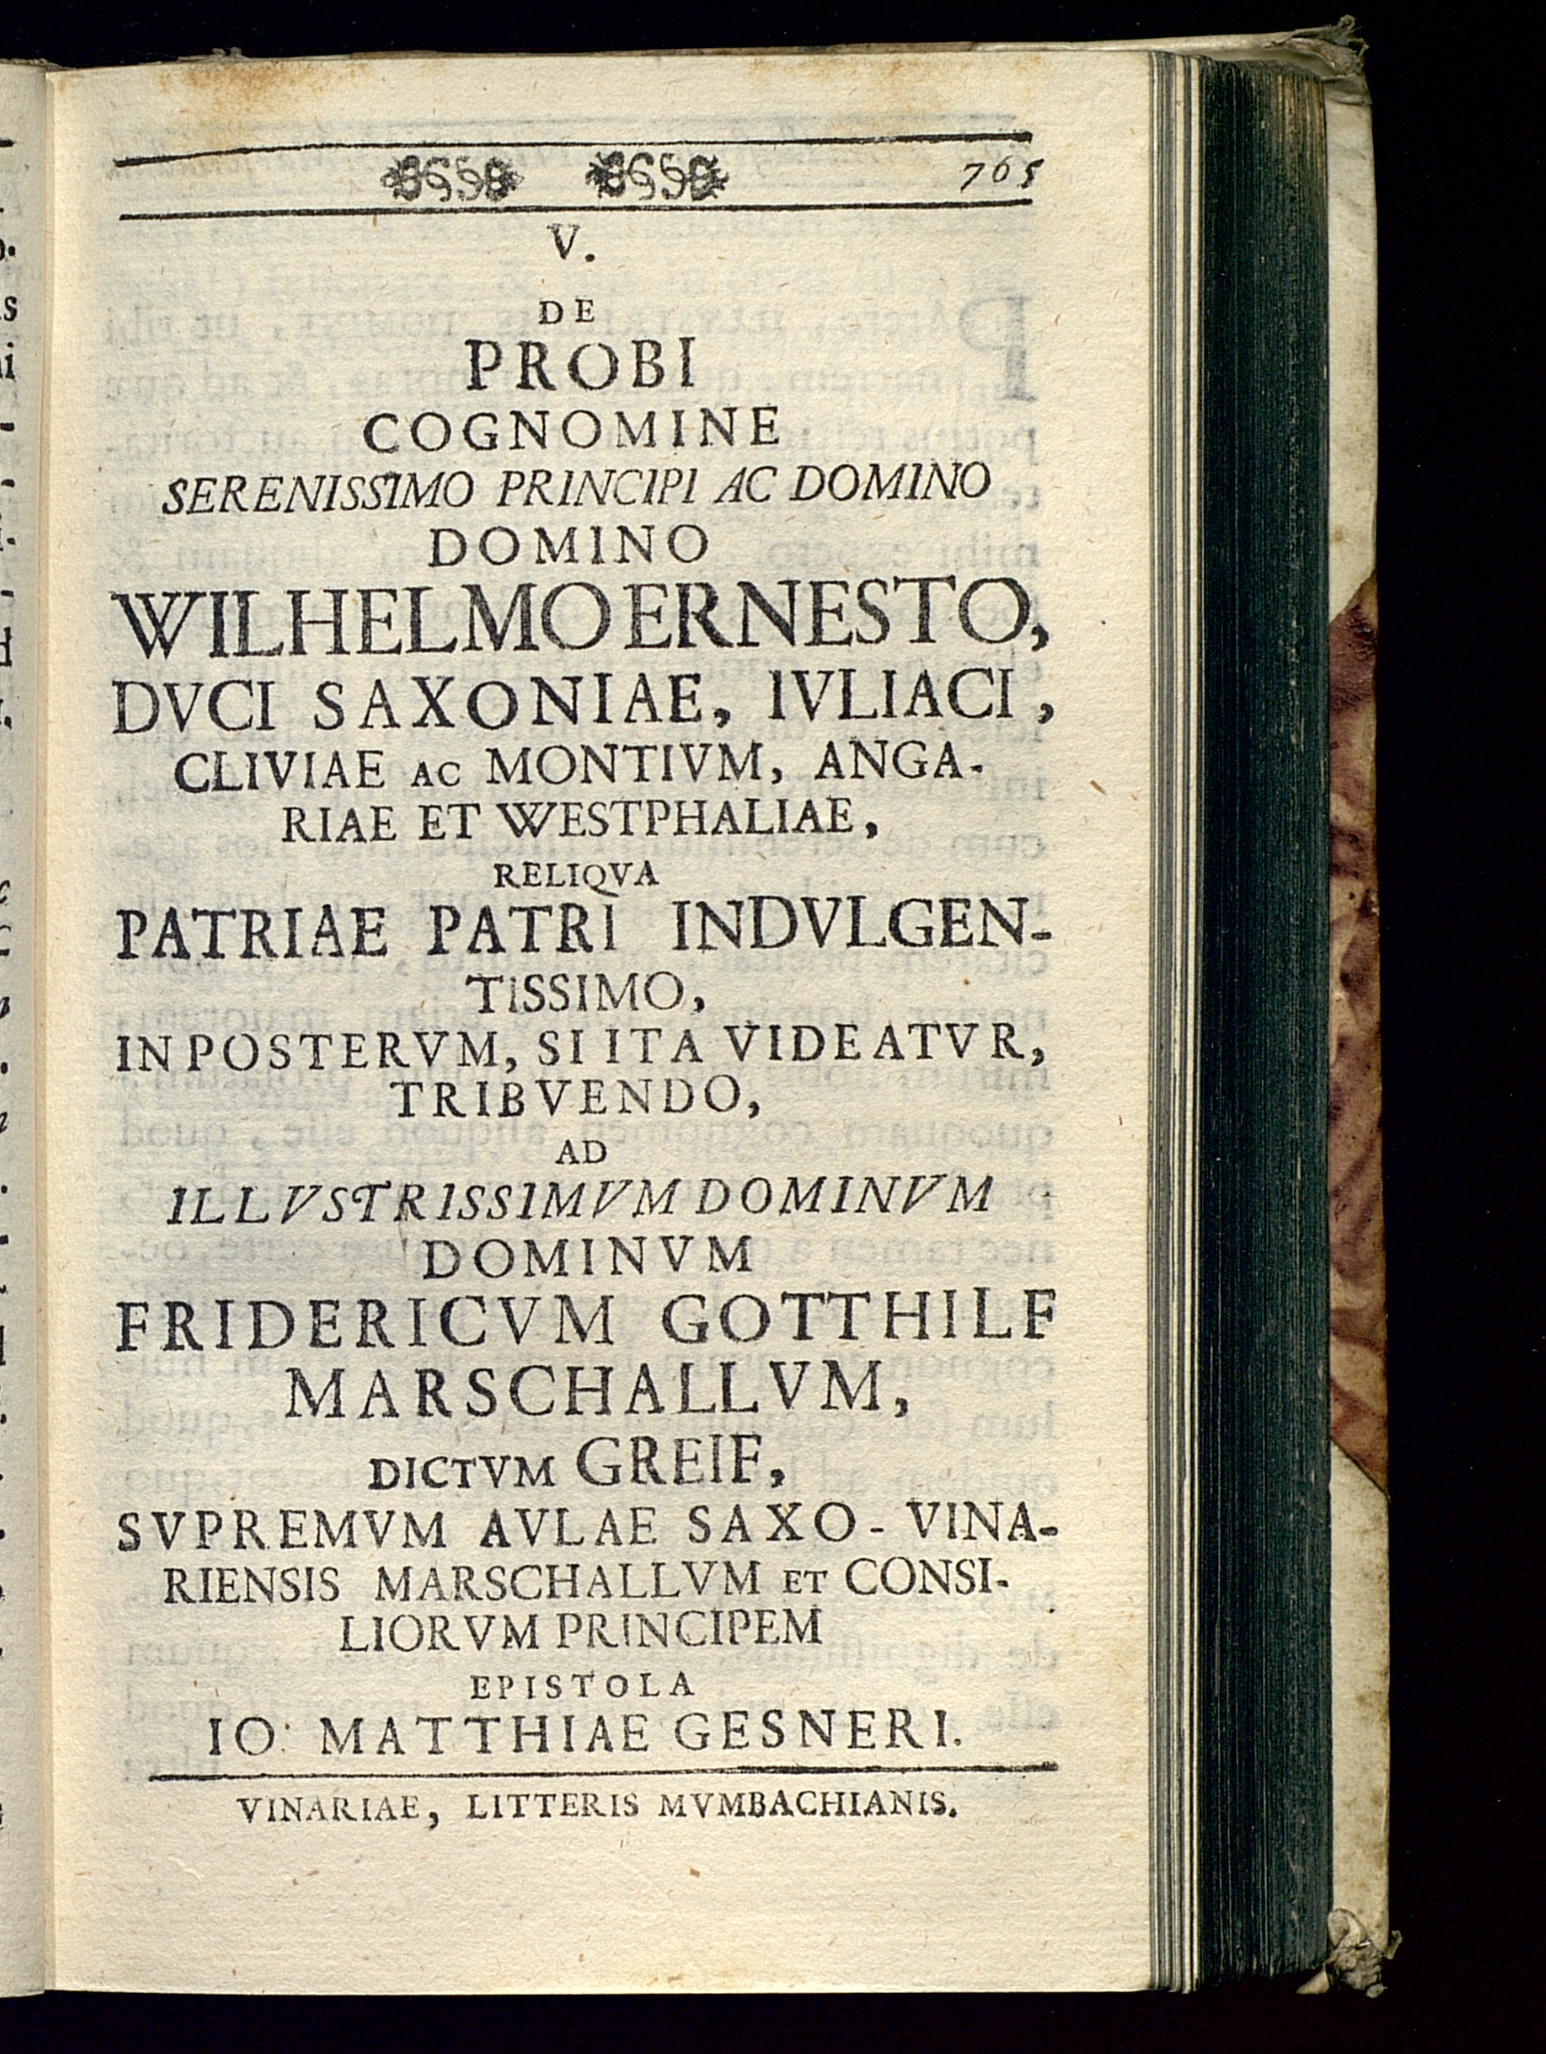 765
V.
DE
PROBI
COGNOMINE
SERENISSIMO PRINCIPI AC DOMINO
DOMINO
WILHELMO ERNESTO,
DVCI SAXONIAE, IVLIACI,
CLIVIAE AC MONTIVM, ANGA-
RIAE ET WESTPHALIAE,
RELIQVA
PATRIAE PATRI INDVLGEN-
TISSIMO,
IN POSTERVM, SI ITA VIDEATVR,
TRIBVENDO,
AD
ILLVSTRISSIMVM DOMINVM
DOMINVM
FRIDERICVM GOTTHILF
MARSCHALLVM,
DICTVM GREIF,
SVPREMVM AVLAE SAXO-VINA-
RIENSIS MARSCHALLVM ET CONSI-
LIORVM PRINCIPEM
EPISTOLA
IO: MATTHIAE GESNERI.
VINARIAE, LITTERIS MVMBACHIANIS.